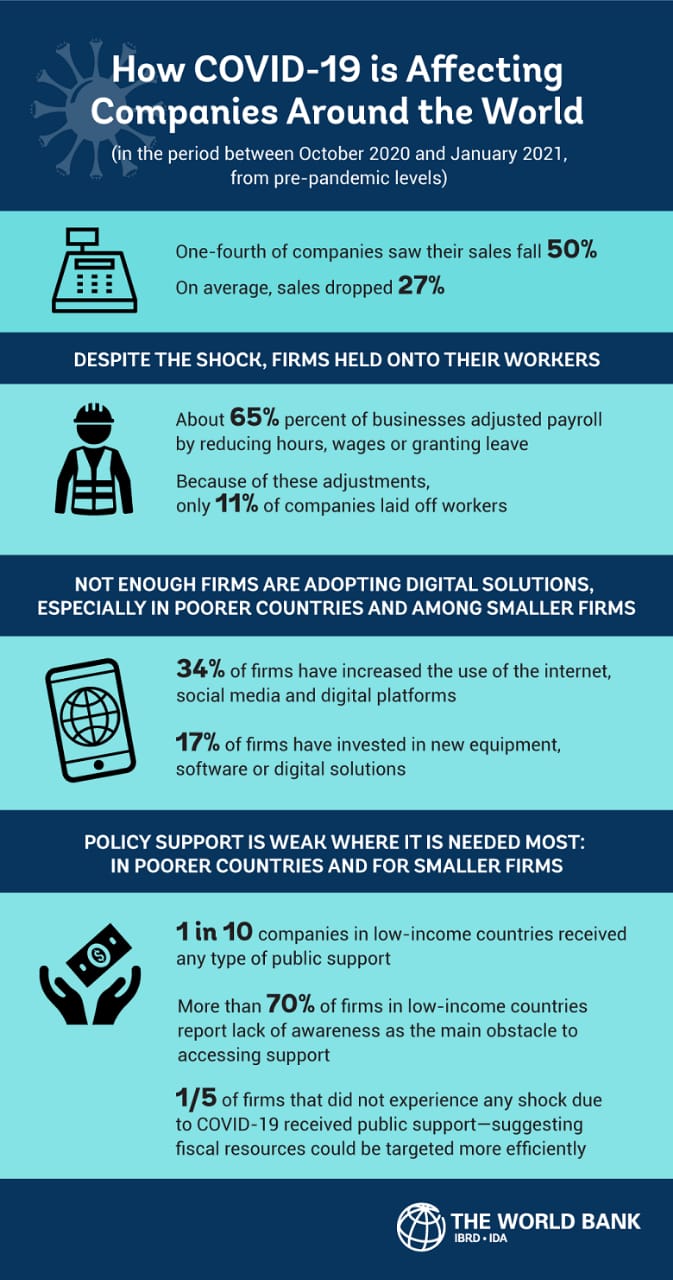 How COVID-19 is Affecting
Companies Around the World
(in the period between October 2020 and January 2021,
from pre-pandemic levels)
One-fourth of companies saw their sales fall 50%
On average, sales dropped 27%
DESPITE THE SHOCK, FIRMS HELD ONTO THEIR WORKERS
About 65% percent of businesses adjusted payroll
by reducing hours, wages or granting leave
Because of these adjustments,
only 11% of companies laid off workers
NOT ENOUGH FIRMS ARE ADOPTING DIGITAL SOLUTIONS,
ESPECIALLY IN POORER COUNTRIES AND AMONG SMALLER FIRMS
34% of firms have increased the use of the internet,
social media and digital platforms
17% of firms have invested in new equipment,
software or digital solutions
POLICY SUPPORT IS WEAK WHERE IT IS NEEDED MOST:
IN POORER COUNTRIES AND FOR SMALLER FIRMS
$
1 in 10 companies in low-income countries received
any type of public support
More than 70% of firms in low-income countries
report lack of awareness as the main obstacle to
accessing support
1/5 of firms that did not experience any shock due
to COVID-19 received public support—suggesting
fiscal resources could be targeted more efficiently
THE WORLD BANK
IBRD • IDA